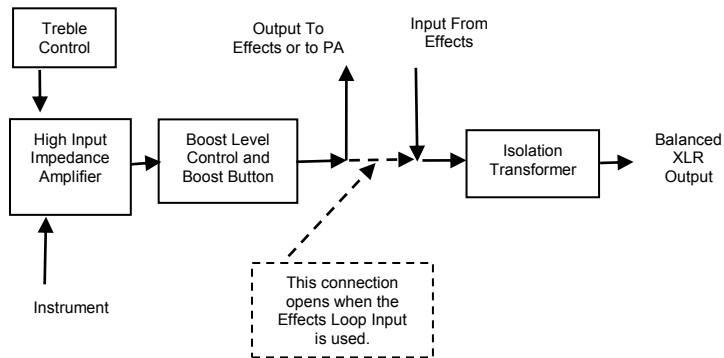 Treble
Control
Output To
Effects or to PA
Input From
Effects
High Input
Impedance
Amplifier
Boost Level
Control and
Boost Button
Isolation
Transformer
Balanced
XLR
Output
Instrument
This connection
opens when the
Effects Loop Input
is used.